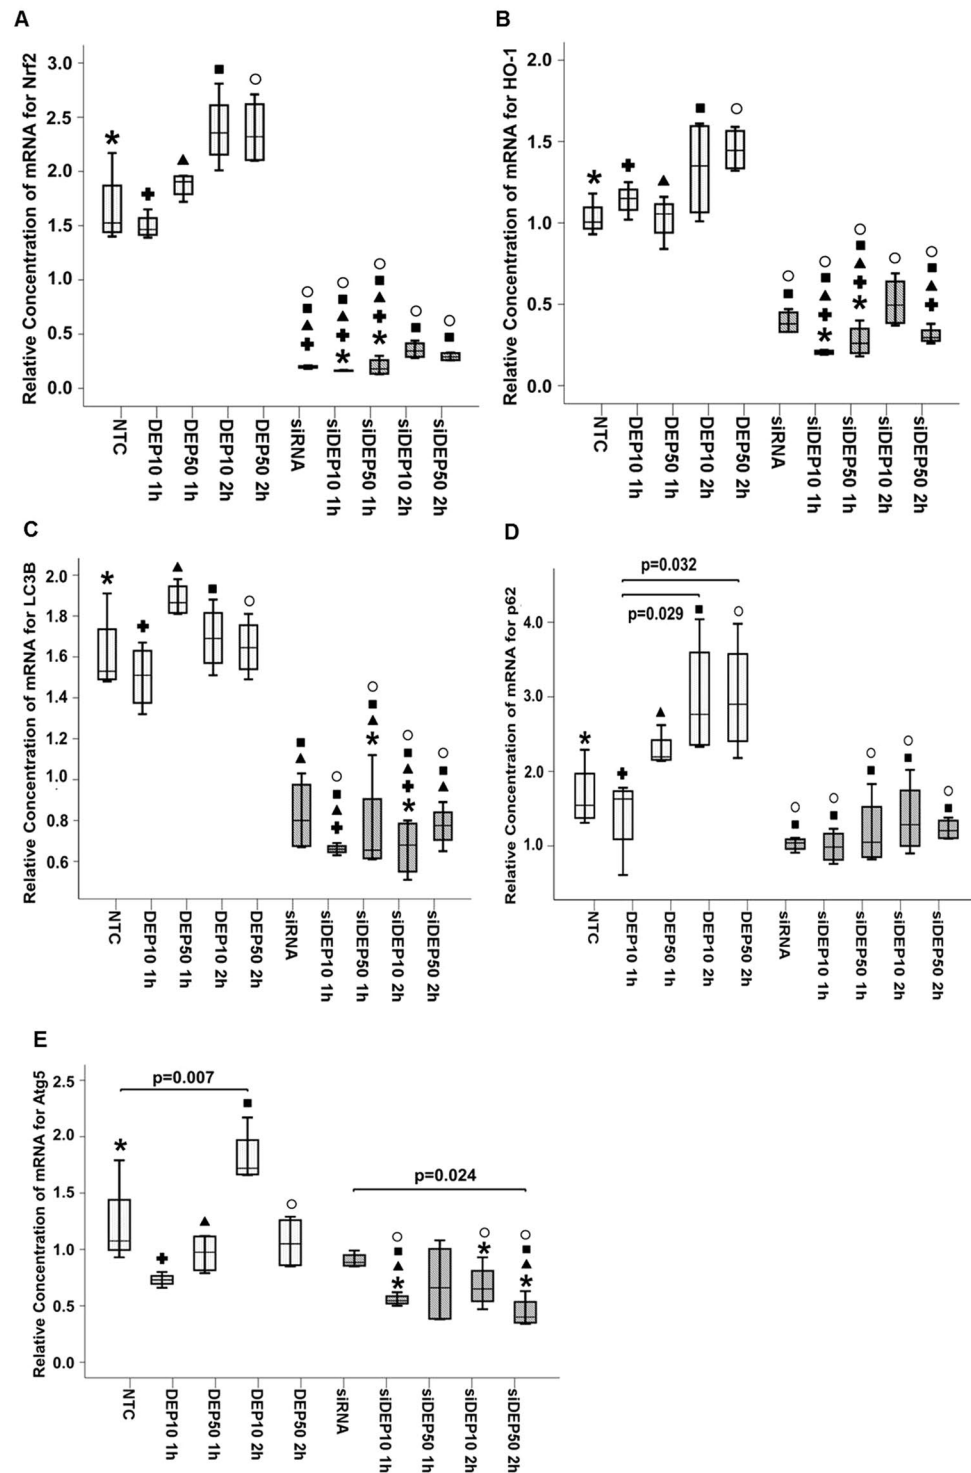 A
Relative Concentration of mRNA for Nrf2
3.0
2.5
2.0
1.5
1.0
0.5
0.0
NTC
DEP10 1h
DEP50 1h
DEP10 2h
DEP50 2h
siRNA
siDEP10 1h
siDEP50 1h
siDEP10 2h
siDEP50 2h
B
Relative Concentration of mRNA for HO-1
2.0
1.5
1.0
0.5
0.0
NTC
DEP10 1h
DEP50 1h
DEP10 2h
DEP50 2h
siRNA
siDEP10 1h
siDEP50 1h
siDEP10 2h
siDEP50 2h
C
Relative Concentration of mRNA for LC3B
2.0
1.8
1.6
1.4
1.2
1.0
0.8
0.6
NTC
DEP10 1h
DEP50 1h
DEP10 2h
DEP50 2h
siRNA
siDEP10 1h
siDEP50 1h
siDEP10 2h
siDEP50 2h
D
Relative Concentration of mRNA for p62
p=0.032
p=0.029
4.0
3.0
2.0
1.0
NTC
DEP10 1h
DEP50 1h
DEP10 2h
DEP50 2h
siRNA
siDEP10 1h
siDEP50 1h
siDEP10 2h
siDEP50 2h
E
Relative Concentration of mRNA for Atg5
p=0.007
p=0.024
2.5
2.0
1.5
1.0
0.5
0.0
NTC
DEP10 1h
DEP50 1h
DEP10 2h
DEP50 2h
siRNA
siDEP10 1h
siDEP50 1h
siDEP10 2h
siDEP50 2h